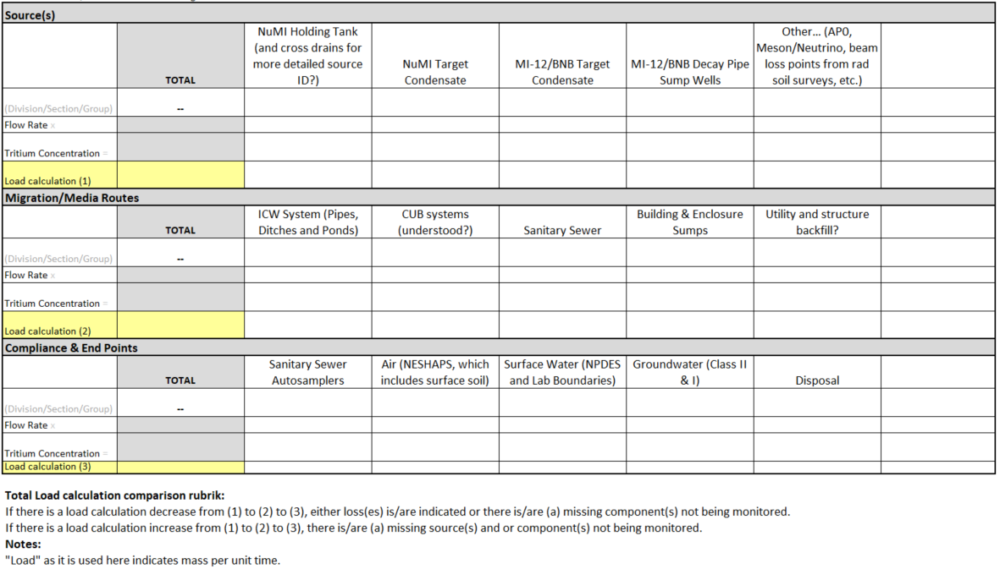 Source(s)
TOTAL
NuMI Holding Tank
(and cross drains for
more detailed source
ID?)
NuMI Target
Condensate
MI-12/BNB Target
Condensate
MI-12/BNB Decay Pipe
Sump Wells
Other... (AP0,
Meson/Neutrino, beam
loss points from rad
soil surveys, etc.)
(Division/Section/Group)
--
Flow Rate x
Tritium Concentration =
Load calculation (1)
Migration/Media Routes
TOTAL
ICW System (Pipes,
Ditches and Ponds)
CUB systems
(understood?)
Sanitary Sewer
Building & Enclosure
Sumps
Utility and structure
backfill?
(Division/Section/Group)
--
Flow Rate x
Tritium Concentration =
Load calculation (2)
Compliance & End Points
TOTAL
Sanitary Sewer
Autosamplers
Air (NESHAPS, which
includes surface soil)
Surface Water (NPDES
and Lab Boundaries)
Groundwater (Class II
& I)
Disposal
(Division/Section/Group)
--
Flow Rate x
Tritium Concentration =
Load calculation (3)
Total Load calculation comparison rubrik:
If there is a load calculation decrease from (1) to (2) to (3), either loss(es) is/are indicated or there is/are (a) missing component(s) not being monitored.
If there is a load calculation increase from (1) to (2) to (3), there is/are (a) missing source(s) and or component(s) not being monitored.
Notes:
"Load" as it is used here indicates mass per unit time.